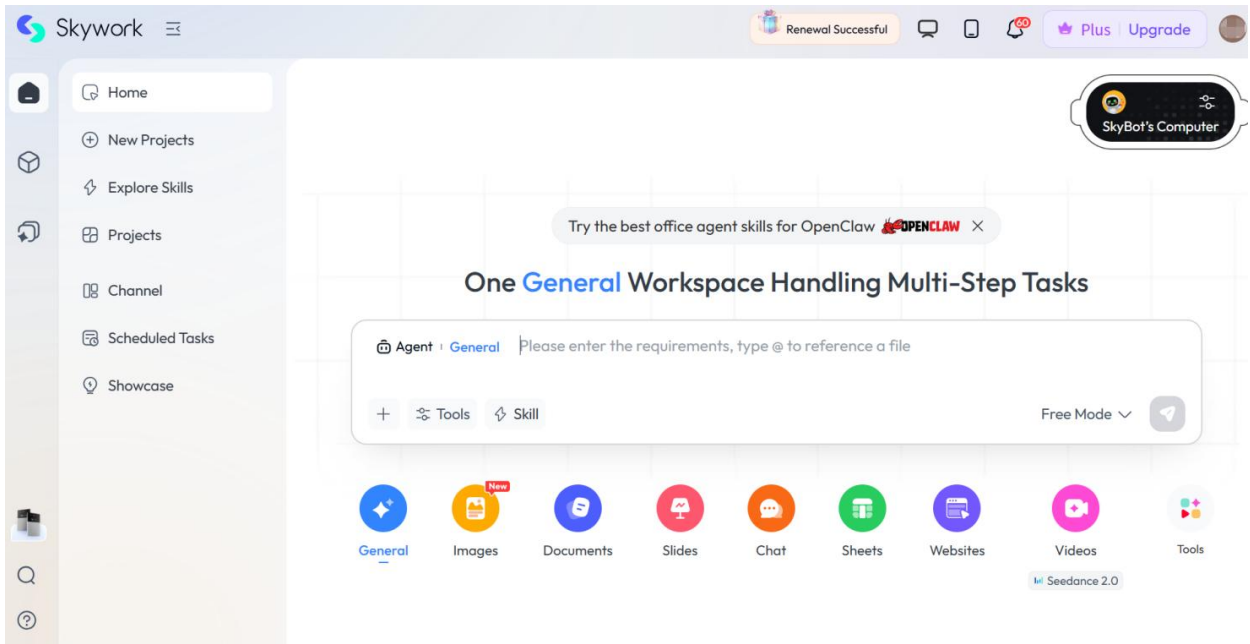 Skywork
Renewal Successful
60
Plus | Upgrade
Home
New Projects
Explore Skills
Projects
Channel
Scheduled Tasks
Showcase
SkyBot's Computer
Try the best office agent skills for OpenClaw OPENCLAW
One General Workspace Handling Multi-Step Tasks
Agent General Please enter the requirements, type @ to reference a file
Tools Skill Free Mode
New
General Images Documents Slides Chat Sheets Websites Videos Tools
Seedance 2.0